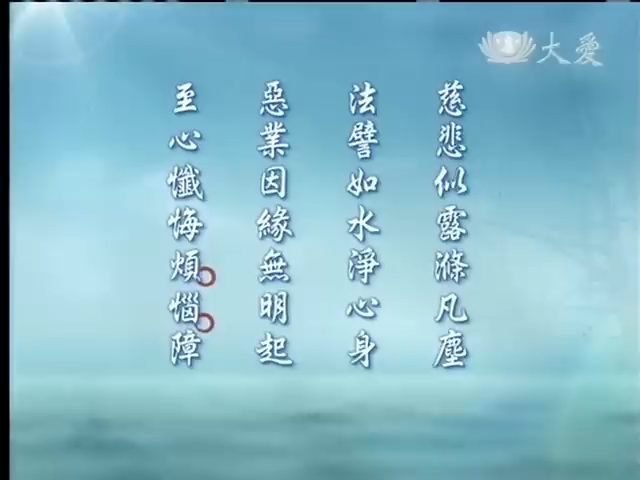 大愛
慈悲似露滌凡塵
法譬如水淨心身
惡業因緣無明起
至心懺悔煩惱障